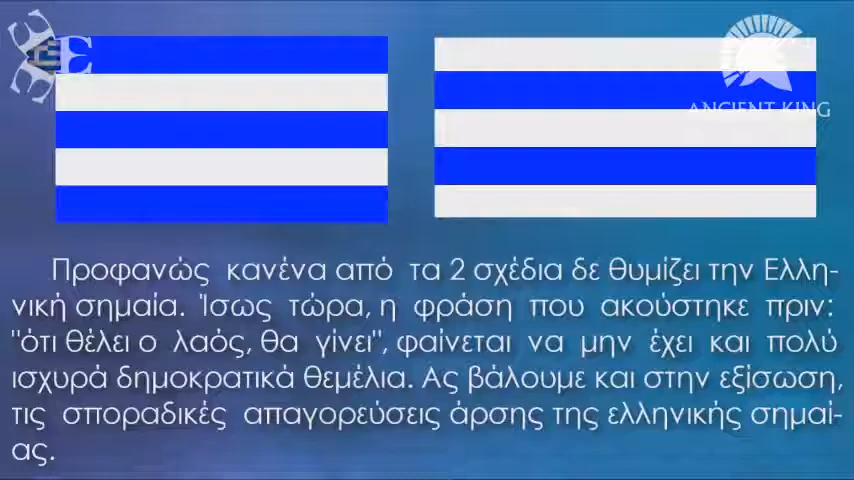 ΞΞΕ
ANCIENT KING
Προφανώς κανένα από τα 2 σχέδια δε θυμίζει την Ελλη-
νική σημαία. Ίσως τώρα, η φράση που ακούστηκε πριν:
"ότι θέλει ο λαός, θα γίνει", φαίνεται να μην έχει και πολύ
ισχυρά δημοκρατικά θεμέλια. Ας βάλουμε και στην εξίσωση,
τις σποραδικές απαγορεύσεις άρσης της ελληνικής σημαί-
ας.